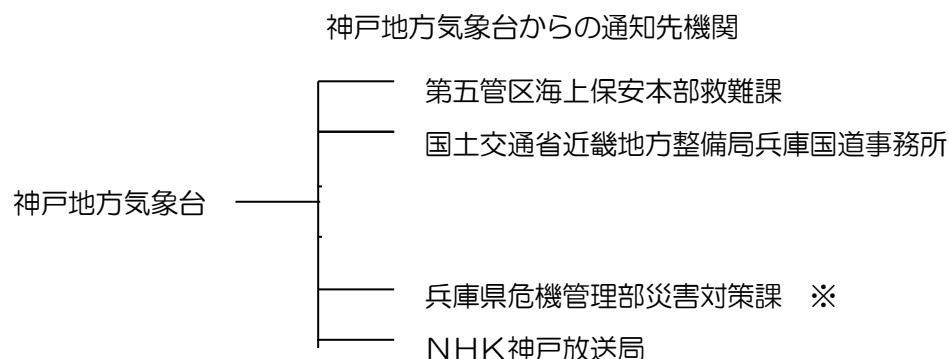 神戸地方気象台からの通知先機関
第五管区海上保安本部救難課
国土交通省近畿地方整備局兵庫国道事務所
神戸地方気象台
兵庫県危機管理部災害対策課　※
ＮＨＫ神戸放送局